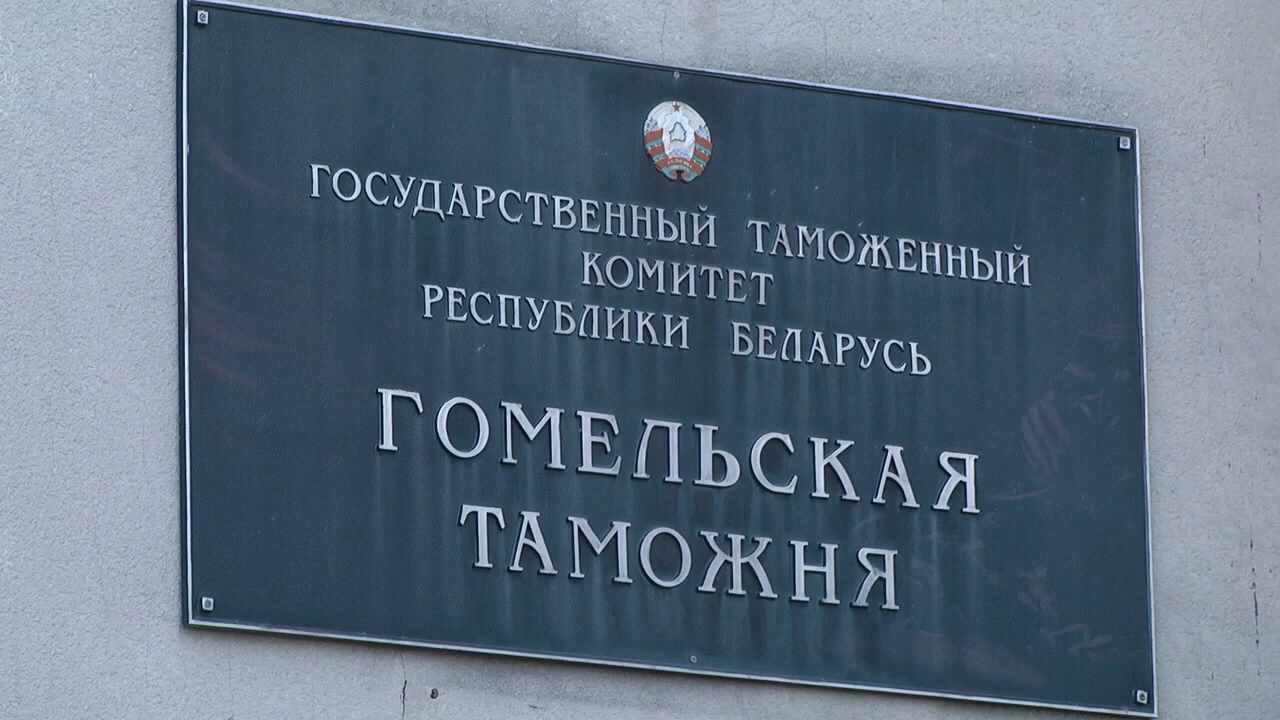 ГОСУДАРСТВЕННЫЙ ТАМОЖЕННЫЙ
КОМИТЕТ
РЕСПУБЛИКИ БЕЛАРУСЬ
ГОМЕЛЬСКАЯ
ТАМОЖНЯ